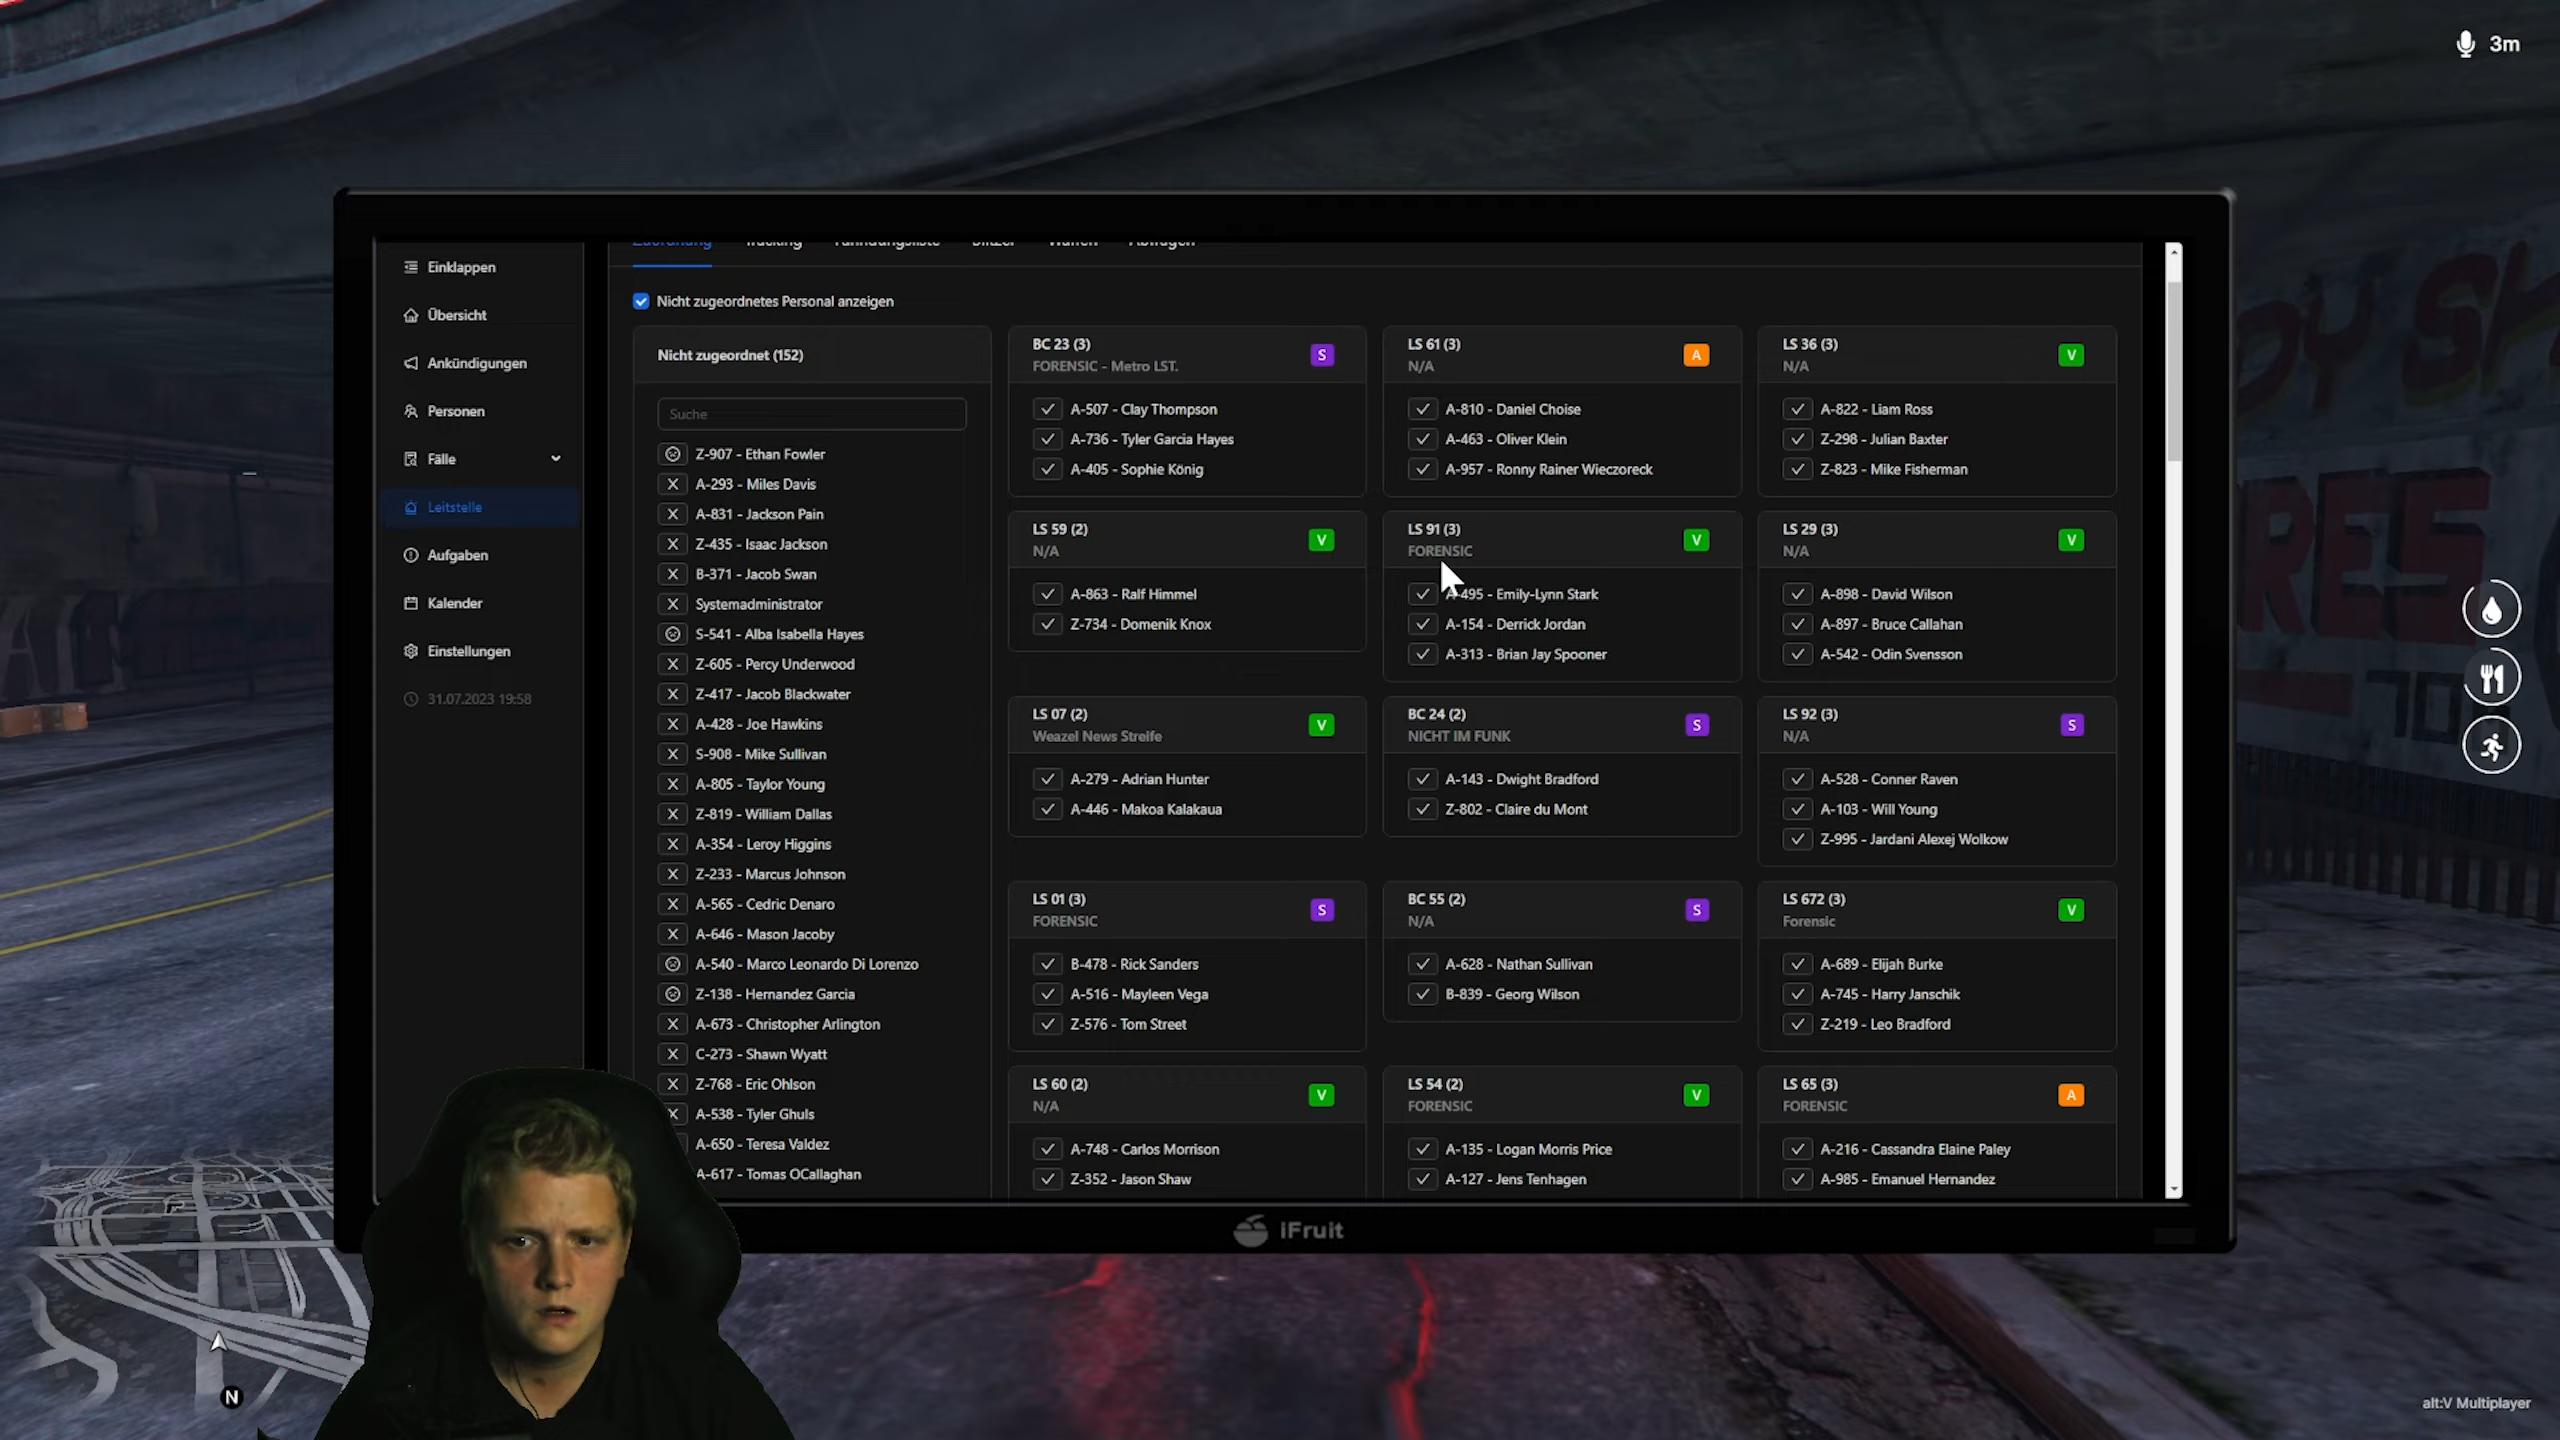 3m
Zuordnung Tracking Fahndungsliste Blitzer Waffen Abfragen
Einklappen
Übersicht
Ankündigungen
Personen
Fälle
Leitstelle
Aufgaben
Kalender
Einstellungen
31.07.2023 19:58
Nicht zugeordnetes Personal anzeigen
Nicht zugeordnet (152)
Suche
Z-907 - Ethan Fowler
A-293 - Miles Davis
A-831 - Jackson Pain
Z-435 - Isaac Jackson
B-371 - Jacob Swan
Systemadministrator
S-541 - Alba Isabella Hayes
Z-605 - Percy Underwood
Z-417 - Jacob Blackwater
A-428 - Joe Hawkins
S-908 - Mike Sullivan
A-805 - Taylor Young
Z-819 - William Dallas
A-354 - Leroy Higgins
Z-233 - Marcus Johnson
A-565 - Cedric Denaro
A-646 - Mason Jacoby
A-540 - Marco Leonardo Di Lorenzo
Z-138 - Hernandez Garcia
A-673 - Christopher Arlington
C-273 - Shawn Wyatt
Z-768 - Eric Ohlson
A-538 - Tyler Ghuls
A-650 - Teresa Valdez
A-617 - Tomas OCallaghan
BC 23 (3)
FORENSIC - Metro LST.
S
A-507 - Clay Thompson
A-736 - Tyler Garcia Hayes
A-405 - Sophie König
LS 61 (3)
N/A
A
A-810 - Daniel Choise
A-463 - Oliver Klein
A-957 - Ronny Rainer Wieczoreck
LS 36 (3)
N/A
V
A-822 - Liam Ross
Z-298 - Julian Baxter
Z-823 - Mike Fisherman
LS 59 (2)
N/A
V
A-863 - Ralf Himmel
Z-734 - Domenik Knox
LS 91 (3)
FORENSIC
V
A-495 - Emily-Lynn Stark
A-154 - Derrick Jordan
A-313 - Brian Jay Spooner
LS 29 (3)
N/A
V
A-898 - David Wilson
A-897 - Bruce Callahan
A-542 - Odin Svensson
LS 07 (2)
Weazel News Streife
V
A-279 - Adrian Hunter
A-446 - Makoa Kalakaua
BC 24 (2)
NICHT IM FUNK
S
A-143 - Dwight Bradford
Z-802 - Claire du Mont
LS 92 (3)
N/A
S
A-528 - Conner Raven
A-103 - Will Young
Z-995 - Jardani Alexej Wolkow
LS 01 (3)
FORENSIC
S
B-478 - Rick Sanders
A-516 - Mayleen Vega
Z-576 - Tom Street
BC 55 (2)
N/A
S
A-628 - Nathan Sullivan
B-839 - Georg Wilson
LS 672 (3)
Forensic
V
A-689 - Elijah Burke
A-745 - Harry Janschik
Z-219 - Leo Bradford
LS 60 (2)
N/A
V
A-748 - Carlos Morrison
Z-352 - Jason Shaw
LS 54 (2)
FORENSIC
V
A-135 - Logan Morris Price
A-127 - Jens Tenhagen
LS 65 (3)
FORENSIC
A
A-216 - Cassandra Elaine Paley
A-985 - Emanuel Hernandez
iFruit
N
alt:V Multiplayer